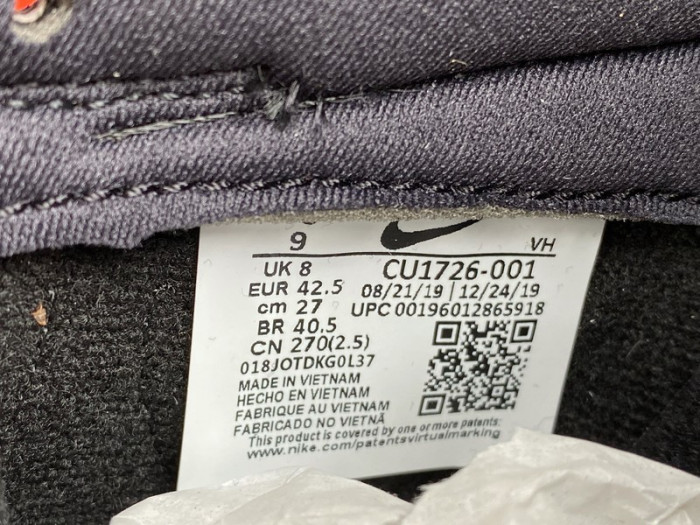 9
VH
UK 8
CU1726-001
EUR 42.5
08/21/19 | 12/24/19
cm 27
UPC 00196012865918
BR 40.5
CN 270(2.5)
018JOTDKG0L37
MADE IN VIETNAM
HECHO EN VIETNAM
FABRIQUE AU VIETNAM
FABRICADO NO VIETNÃ
This product is covered by one or more patents:
www.nike.com/patentsvirtualmarking